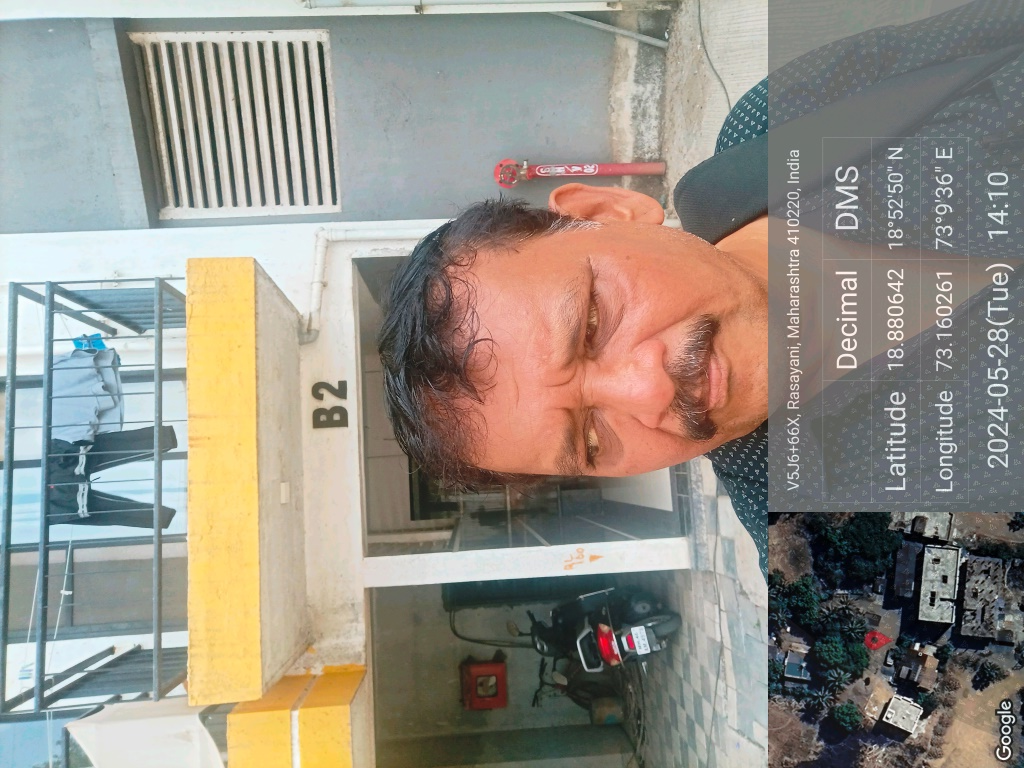 B2
V5J6+66X, Rasayani, Maharashtra 410220, India
Decimal DMS
Latitude 18.880642 18°52'50" N
Longitude 73.160261 73°9'36" E
2024-05-28(Tue) 14:10
Google